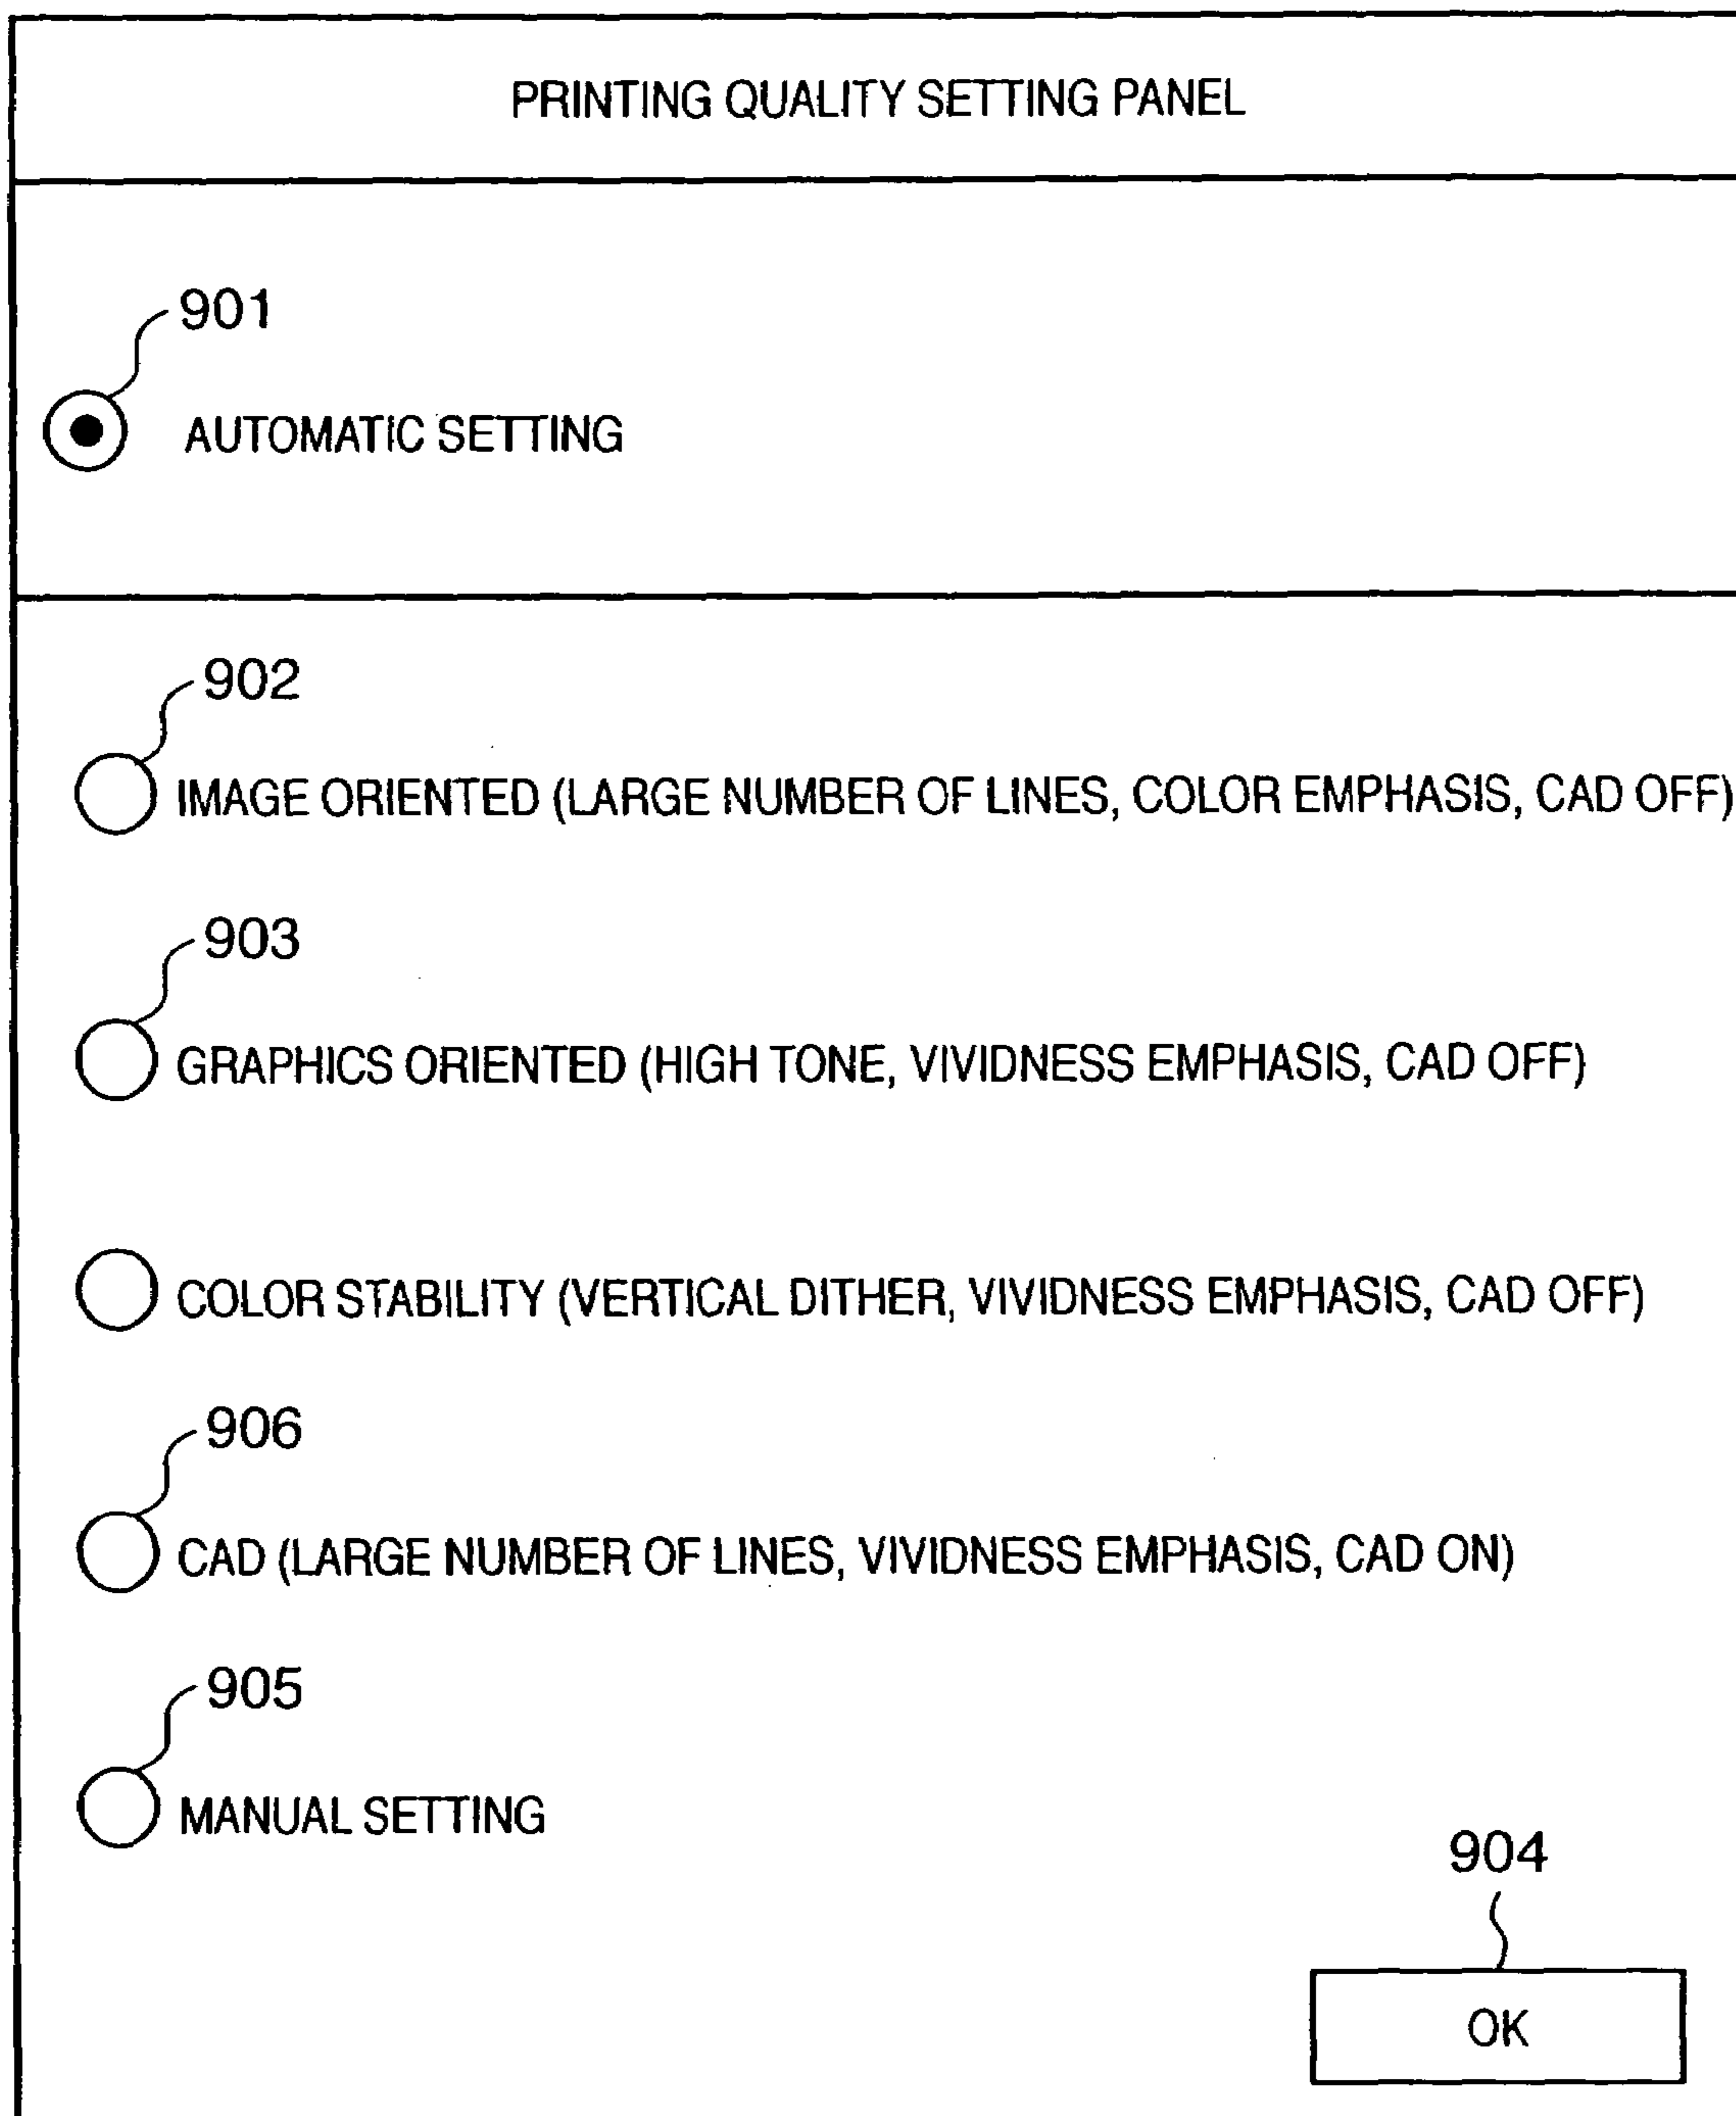 PRINTING QUALITY SETTING PANEL
901
AUTOMATIC SETTING
902
IMAGE ORIENTED (LARGE NUMBER OF LINES, COLOR EMPHASIS, CAD OFF)
903
GRAPHICS ORIENTED (HIGH TONE, VIVIDNESS EMPHASIS, CAD OFF)
COLOR STABILITY (VERTICAL DITHER, VIVIDNESS EMPHASIS, CAD OFF)
906
CAD (LARGE NUMBER OF LINES, VIVIDNESS EMPHASIS, CAD ON)
905
MANUAL SETTING
904
OK